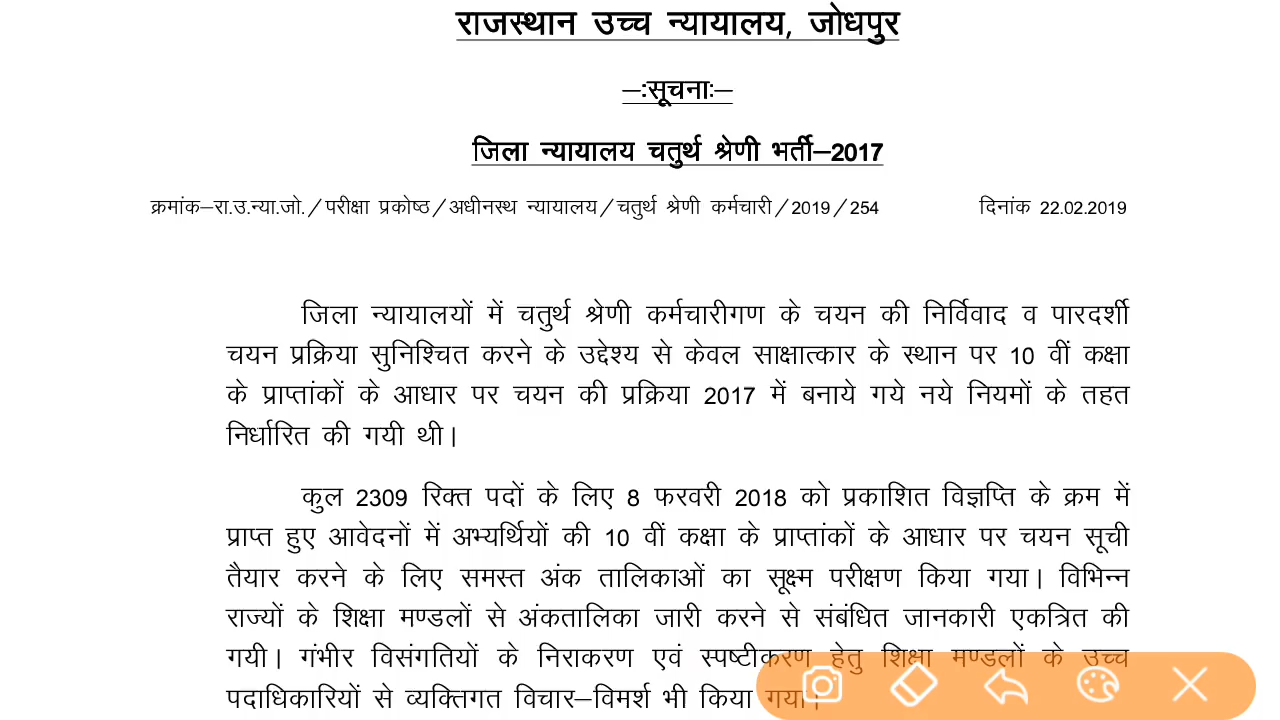 राजस्थान उच्च न्यायालय, जोधपुर
—:सूचना:—
जिला न्यायालय चतुर्थ श्रेणी भर्ती—2017
क्रमांक—रा.उ.न्या.जो./परीक्षा प्रकोष्ठ/अधीनस्थ न्यायालय/चतुर्थ श्रेणी कर्मचारी/2019/254 दिनांक 22.02.2019
जिला न्यायालयों में चतुर्थ श्रेणी कर्मचारीगण के चयन की निर्विवाद व पारदर्शी
चयन प्रक्रिया सुनिश्चित करने के उद्देश्य से केवल साक्षात्कार के स्थान पर 10 वीं कक्षा
के प्राप्तांकों के आधार पर चयन की प्रक्रिया 2017 में बनाये गये नये नियमों के तहत
निर्धारित की गयी थी।
कुल 2309 रिक्त पदों के लिए 8 फरवरी 2018 को प्रकाशित विज्ञप्ति के क्रम में
प्राप्त हुए आवेदनों में अभ्यर्थियों की 10 वीं कक्षा के प्राप्तांकों के आधार पर चयन सूची
तैयार करने के लिए समस्त अंक तालिकाओं का सूक्ष्म परीक्षण किया गया। विभिन्न
राज्यों के शिक्षा मण्डलों से अंकतालिका जारी करने से संबंधित जानकारी एकत्रित की
गयी। गंभीर विसंगतियों के निराकरण एवं स्पष्टीकरण हेतु शिक्षा मण्डलों के उच्च
पदाधिकारियों से व्यक्तिगत विचार—विमर्श भी किया गया।